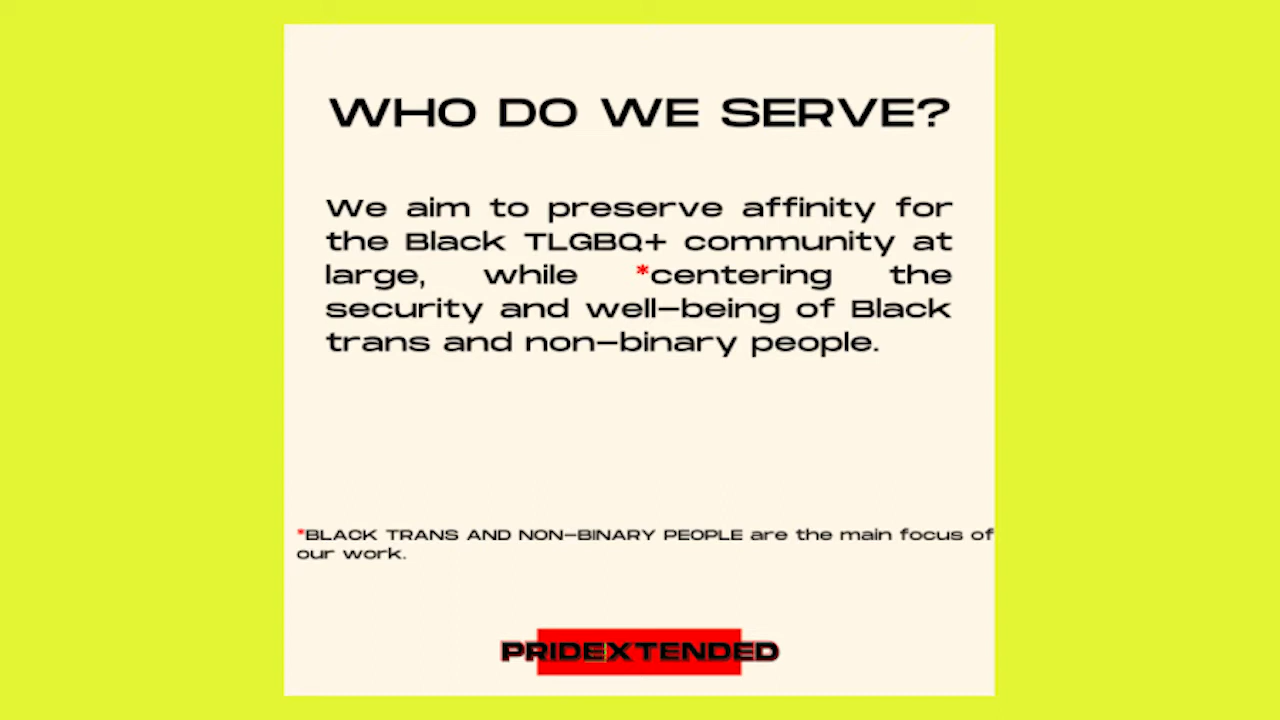 WHO DO WE SERVE?
We aim to preserve affinity for
the Black TLGBQ+ community at
large, while *centering the
security and well-being of Black
trans and non-binary people.
*BLACK TRANS AND NON-BINARY PEOPLE are the main focus of
our work.
PRIDEXTENDED